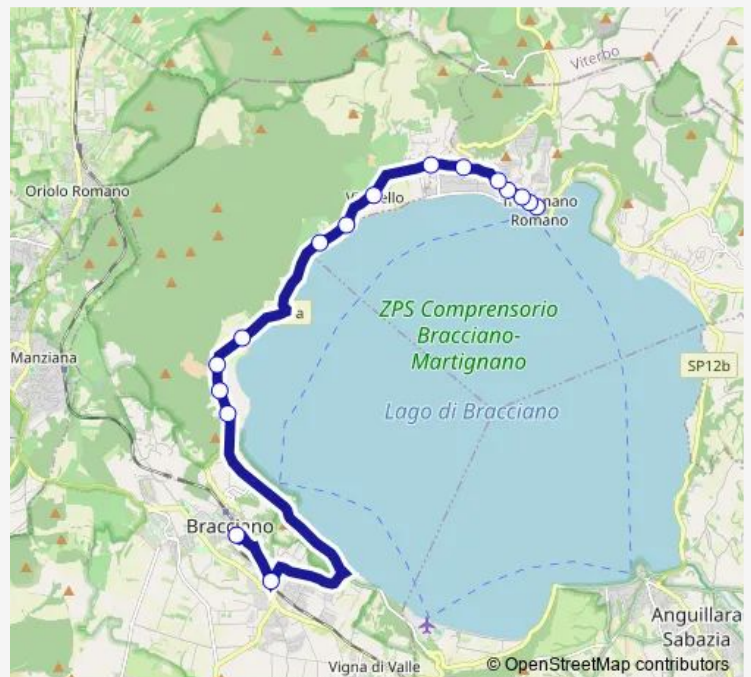 Viterbo
Oriolo Romano
Romano
ZPS Comprensorio
Bracciano-
Martignano
a
Manziana
SP12b
Lago di Bracciano
Anguillara
Sabazia
Vigna di Valle
© OpenStreetMap contributors